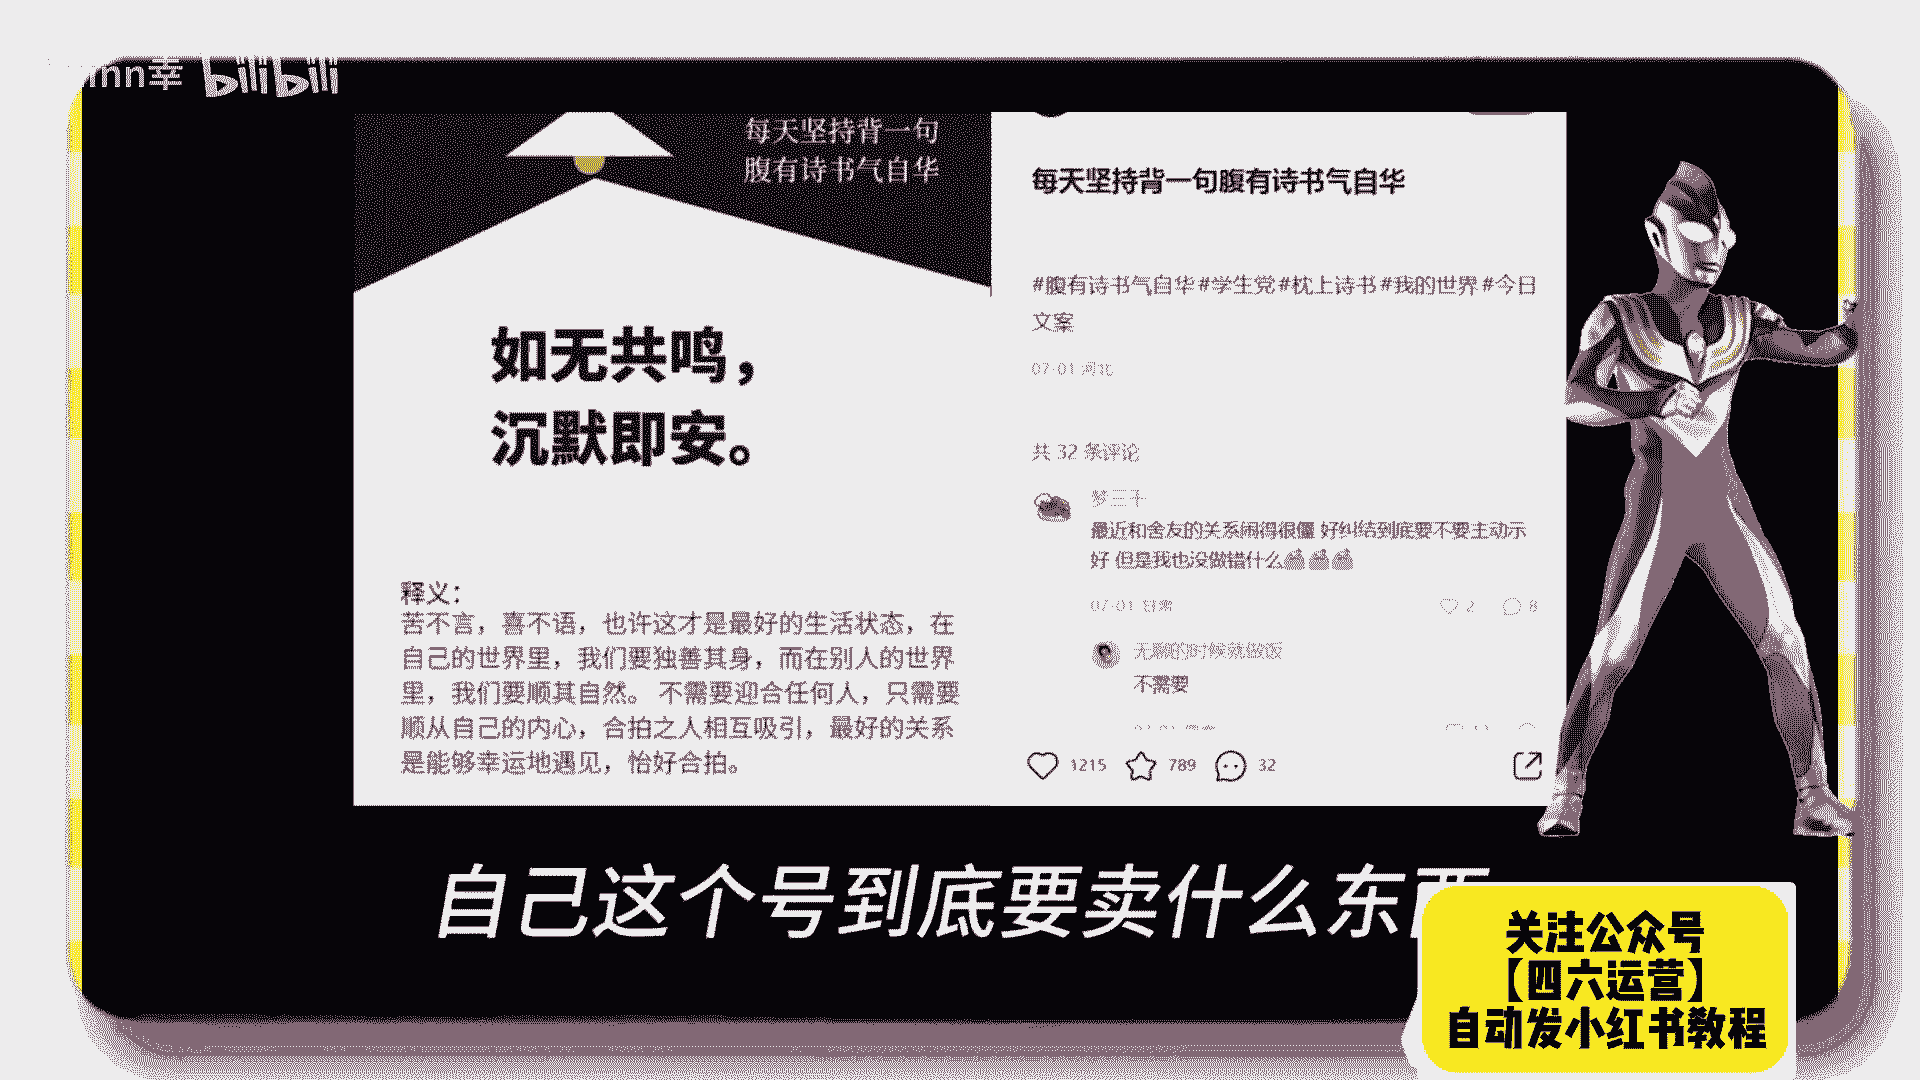 bilibili
每天坚持背一句
腹有诗书气自华
如无共鸣，
沉默即安。
释义：
苦不言，喜不语，也许这才是最好的生活状态，在
自己的世界里，我们要独善其身，而在别人的世界
里，我们要顺其自然。 不需要迎合任何人，只需要
顺从自己的内心，合拍之人相互吸引，最好的关系
是能够幸运地遇见，恰好合拍。
每天坚持背一句腹有诗书气自华
#腹有诗书气自华 #学生党 #枕上诗书 #我的世界 #今日
文案
07-01 河北
共 32 条评论
梦三千
最近和舍友的关系闹得很僵 好纠结到底要不要主动示
好 但是我也没做错什么
07-01 甘肃
2
8
无聊的时候就做饭
不需要
1215
789
32
自己这个号到底要卖什么东
关注公众号
【四六运营】
自动发小红书教程